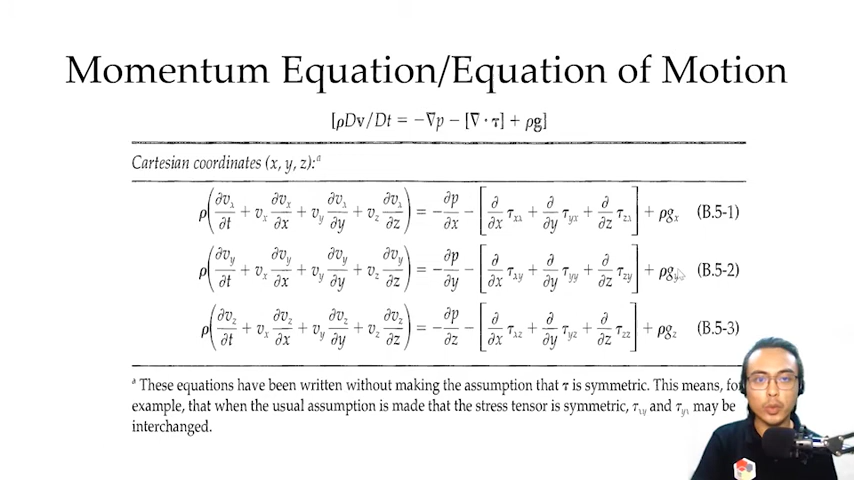 Momentum Equation/Equation of Motion
[ρDv/Dt = −∇p − [∇ · τ] + ρg]
Cartesian coordinates (x, y, z):ᵃ
ρ(∂vₓ/∂t + vₓ ∂vₓ/∂x + v_y ∂vₓ/∂y + v_z ∂vₓ/∂z) = −∂p/∂x − [∂/∂x τₓₓ + ∂/∂y τ_yx + ∂/∂z τ_zx] + ρgₓ (B.5-1)
ρ(∂v_y/∂t + vₓ ∂v_y/∂x + v_y ∂v_y/∂y + v_z ∂v_y/∂z) = −∂p/∂y − [∂/∂x τ_xy + ∂/∂y τ_yy + ∂/∂z τ_zy] + ρg_y (B.5-2)
ρ(∂v_z/∂t + vₓ ∂v_z/∂x + v_y ∂v_z/∂y + v_z ∂v_z/∂z) = −∂p/∂z − [∂/∂x τ_xz + ∂/∂y τ_yz + ∂/∂z τ_zz] + ρg_z (B.5-3)
ᵃ These equations have been written without making the assumption that τ is symmetric. This means, for
example, that when the usual assumption is made that the stress tensor is symmetric, τ_xy and τ_yx may be
interchanged.